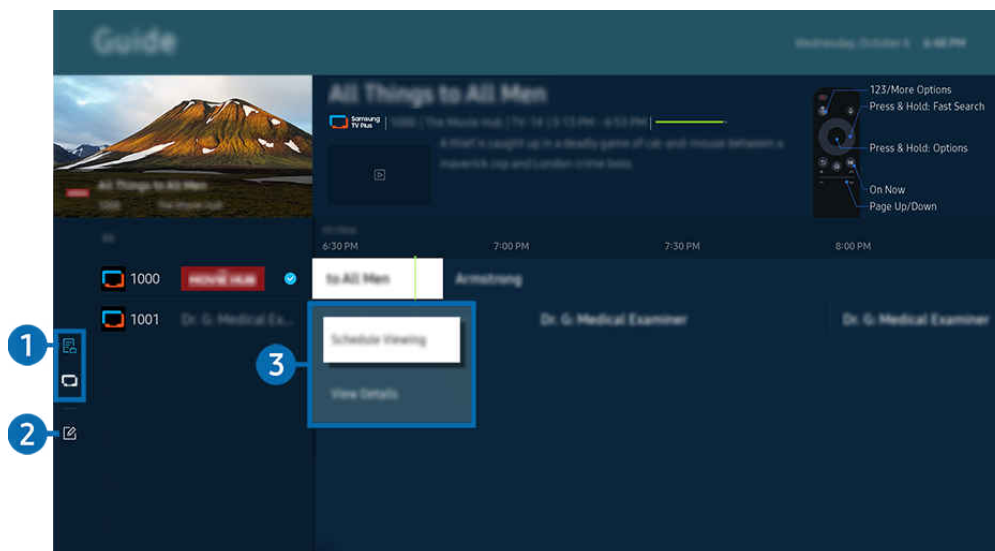 Guide
All Things to All Men
Samsung
TV Plus
123/More Options
Press & Hold: Fast Search
Press & Hold: Options
On Now
Page Up/Down
6:30 PM
7:00 PM
7:30 PM
8:00 PM
1000
MOVIE HUB
to All Men
Armstrong
1001
Dr. G: Medical Ex...
Dr. G: Medical Examiner
Dr. G: Medical Examiner
1
2
3
Schedule Viewing
View Details